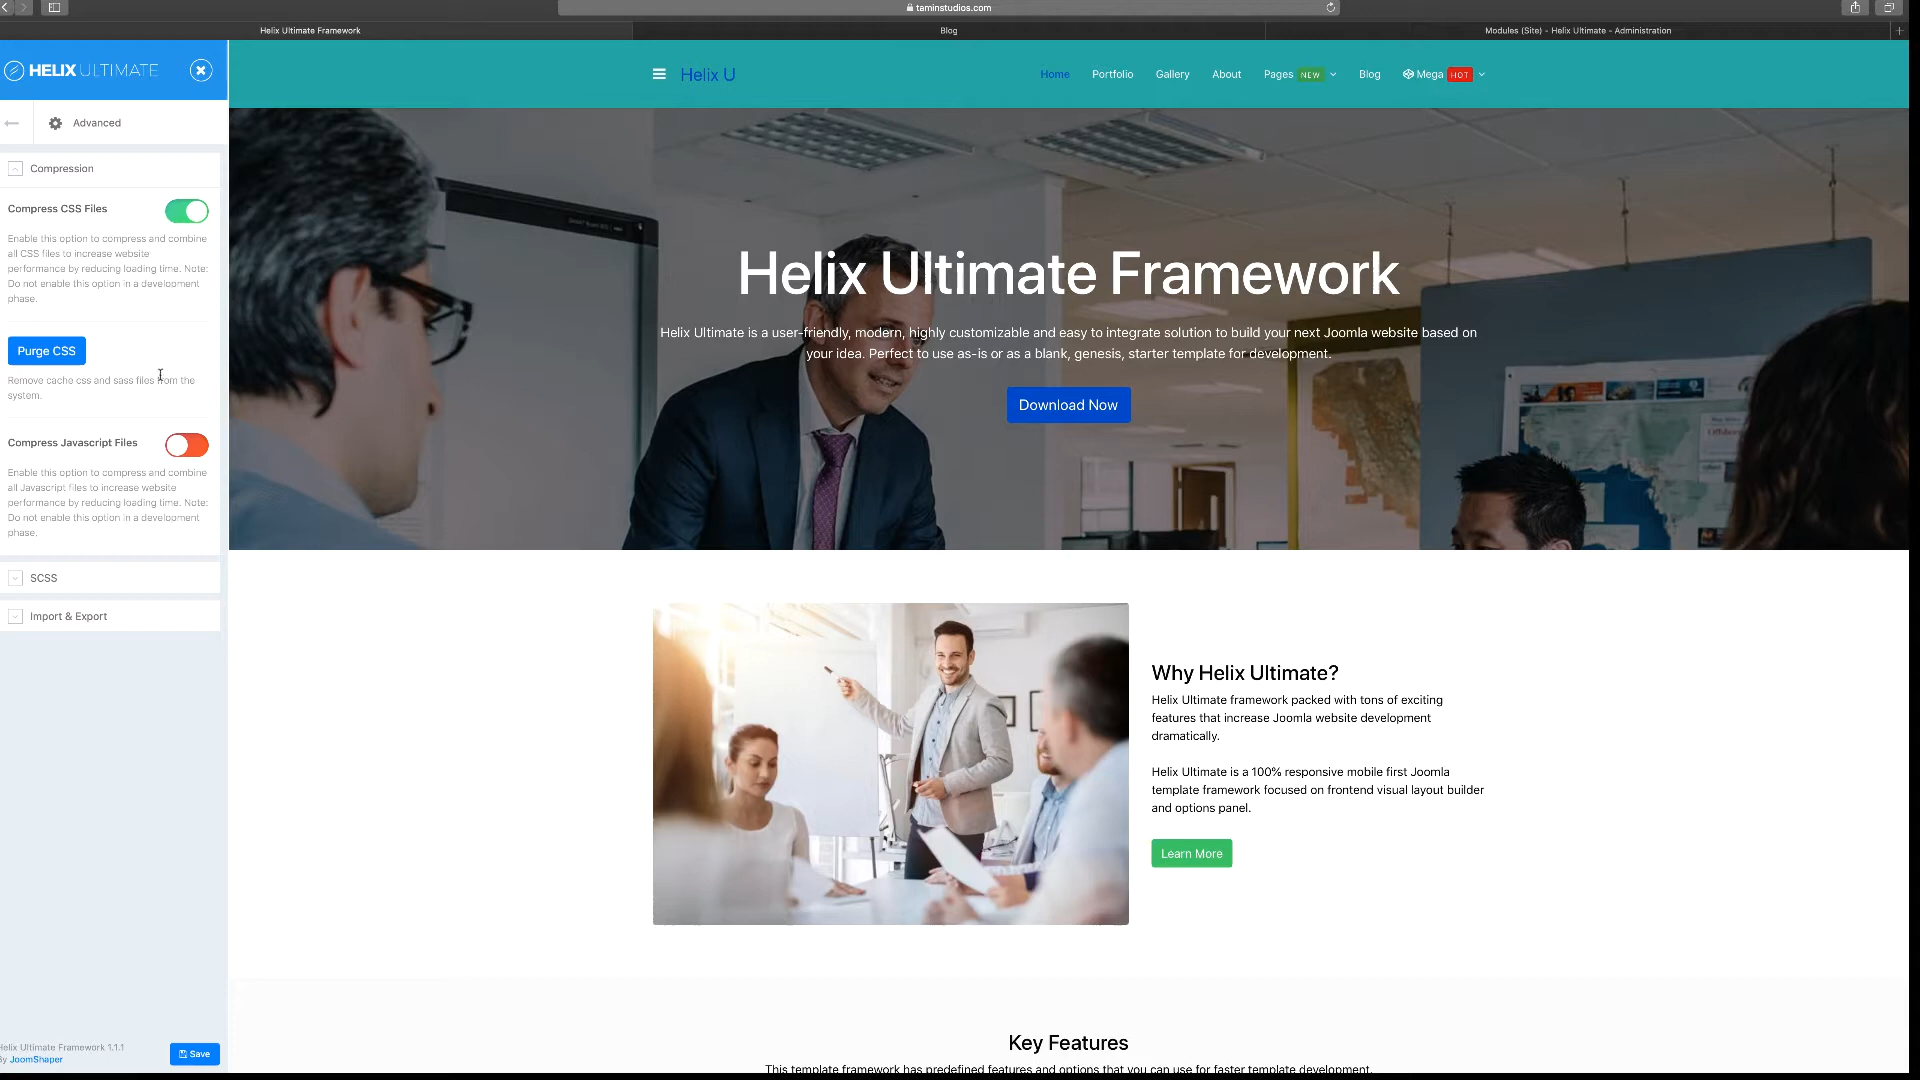 taminstudios.com
Helix Ultimate Framework
Blog
Modules (Site) - Helix Ultimate - Administration
HELIX ULTIMATE
Helix U
Home
Portfolio
Gallery
About
Pages NEW
Blog
Mega HOT
Advanced
Compression
Compress CSS Files
Enable this option to compress and combine
all CSS files to increase website
performance by reducing loading time. Note:
Do not enable this option in a development
phase.
Purge CSS
Remove cache css and sass files from the
system.
Compress Javascript Files
Enable this option to compress and combine
all Javascript files to increase website
performance by reducing loading time. Note:
Do not enable this option in a development
phase.
SCSS
Import & Export
Helix Ultimate Framework 1.1.1
By JoomShaper
Save
Helix Ultimate Framework
Helix Ultimate is a user-friendly, modern, highly customizable and easy to integrate solution to build your next Joomla website based on
your idea. Perfect to use as-is or as a blank, genesis, starter template for development.
Download Now
Why Helix Ultimate?
Helix Ultimate framework packed with tons of exciting
features that increase Joomla website development
dramatically.
Helix Ultimate is a 100% responsive mobile first Joomla
template framework focused on frontend visual layout builder
and options panel.
Learn More
Key Features
This template framework has predefined features and options that you can use for faster template development.